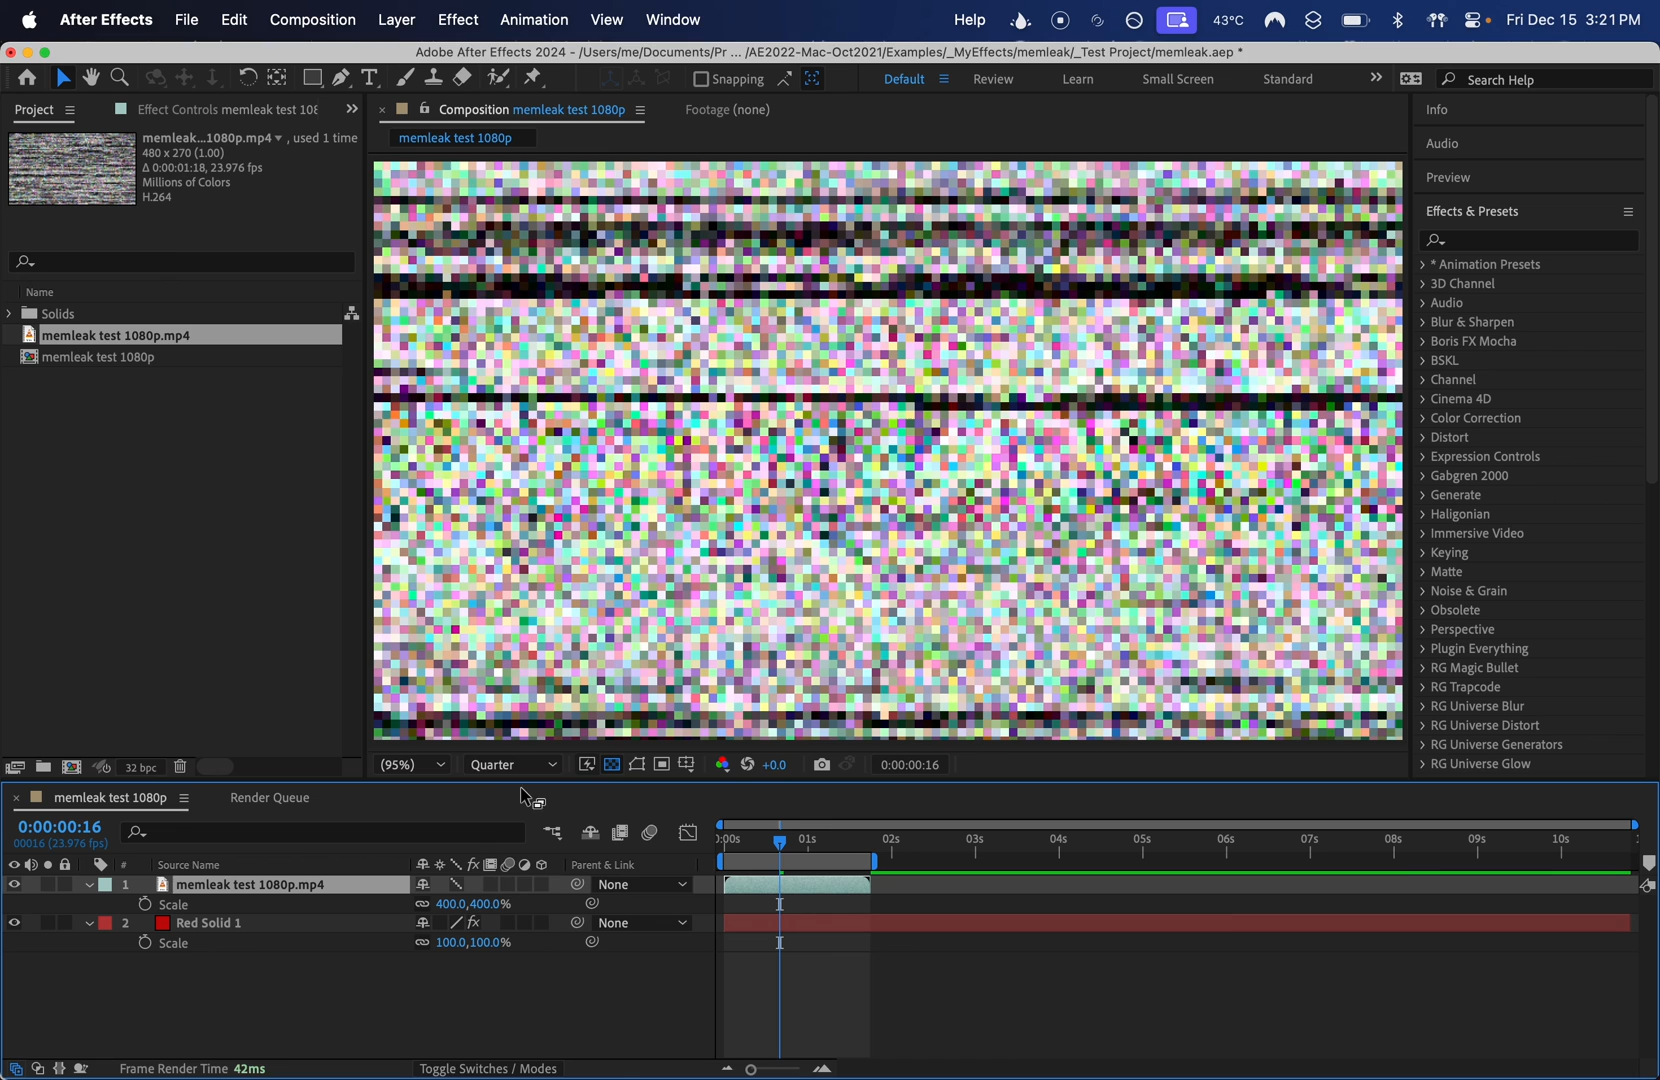 After Effects File Edit Composition Layer Effect Animation View Window Help 43°C Fri Dec 15 3:21 PM
Adobe After Effects 2024 - /Users/me/Documents/Pr ... /AE2022-Mac-Oct2021/Examples/_MyEffects/memleak/_Test Project/memleak.aep *
Snapping Default Review Learn Small Screen Standard Search Help
Project Effect Controls memleak test 108 Composition memleak test 1080p Footage (none) Info
memleak...1080p.mp4 , used 1 time
480 x 270 (1.00)
Δ 0:00:01:18, 23.976 fps
Millions of Colors
H.264
memleak test 1080p
Name
Solids
memleak test 1080p.mp4
memleak test 1080p
32 bpc
(95%) Quarter +0.0 0:00:00:16
Audio
Preview
Effects & Presets
* Animation Presets
3D Channel
Audio
Blur & Sharpen
Boris FX Mocha
BSKL
Channel
Cinema 4D
Color Correction
Distort
Expression Controls
Gabgren 2000
Generate
Haligonian
Immersive Video
Keying
Matte
Noise & Grain
Obsolete
Perspective
Plugin Everything
RG Magic Bullet
RG Trapcode
RG Universe Blur
RG Universe Distort
RG Universe Generators
RG Universe Glow
memleak test 1080p Render Queue
0:00:00:16
00016 (23.976 fps)
:00s 01s 02s 03s 04s 05s 06s 07s 08s 09s 10s
# Source Name fx Parent & Link
1 memleak test 1080p.mp4 None
Scale 400.0,400.0%
2 Red Solid 1 fx None
Scale 100.0,100.0%
Frame Render Time 42ms Toggle Switches / Modes